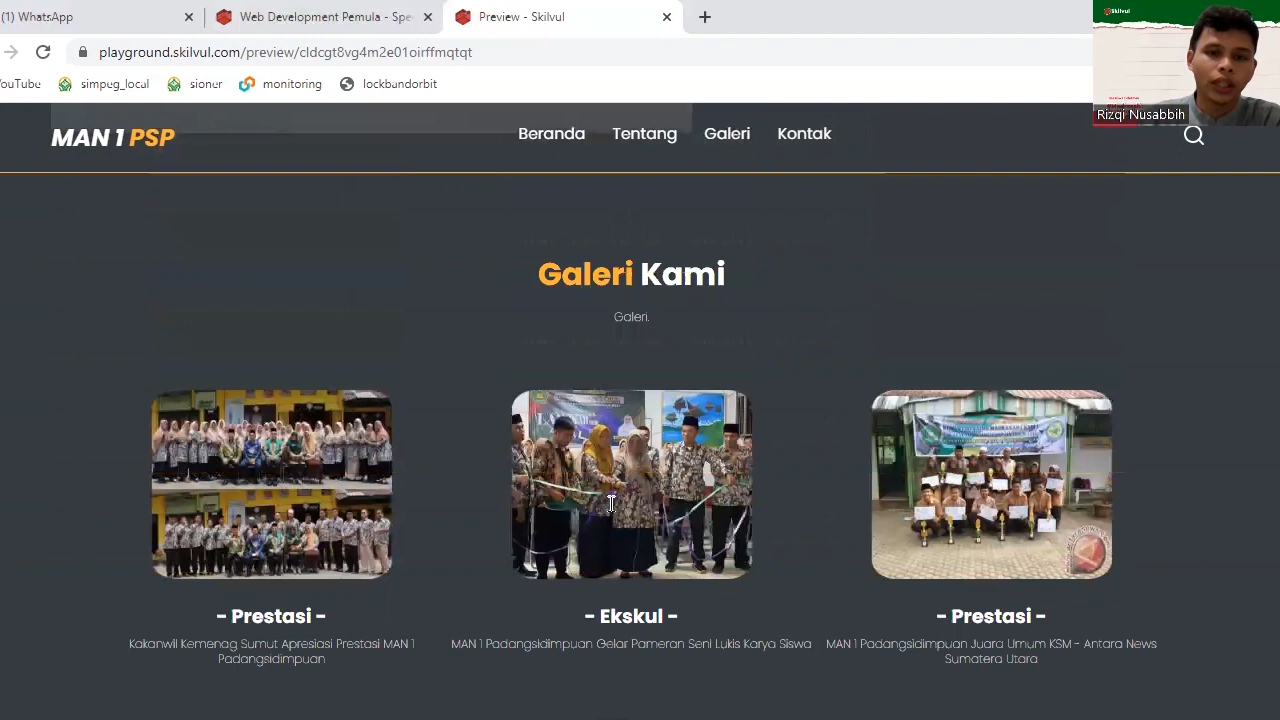 (1) WhatsApp
Web Development Pemula - Spe
Preview - Skilvul
playground.skilvul.com/preview/cldcgt8vg4m2e01oirffmqtqt
ouTube
simpeg_local
sioner
monitoring
lockbandorbit
Skilvul
Rizqi Nusabbih
MAN 1 PSP
Beranda
Tentang
Galeri
Kontak
Galeri Kami
Galeri.
- Prestasi -
Kakanwil Kemenag Sumut Apresiasi Prestasi MAN 1
Padangsidimpuan
- Ekskul -
MAN 1 Padangsidimpuan Gelar Pameran Seni Lukis Karya Siswa
- Prestasi -
MAN 1 Padangsidimpuan Juara Umum KSM - Antara News
Sumatera Utara